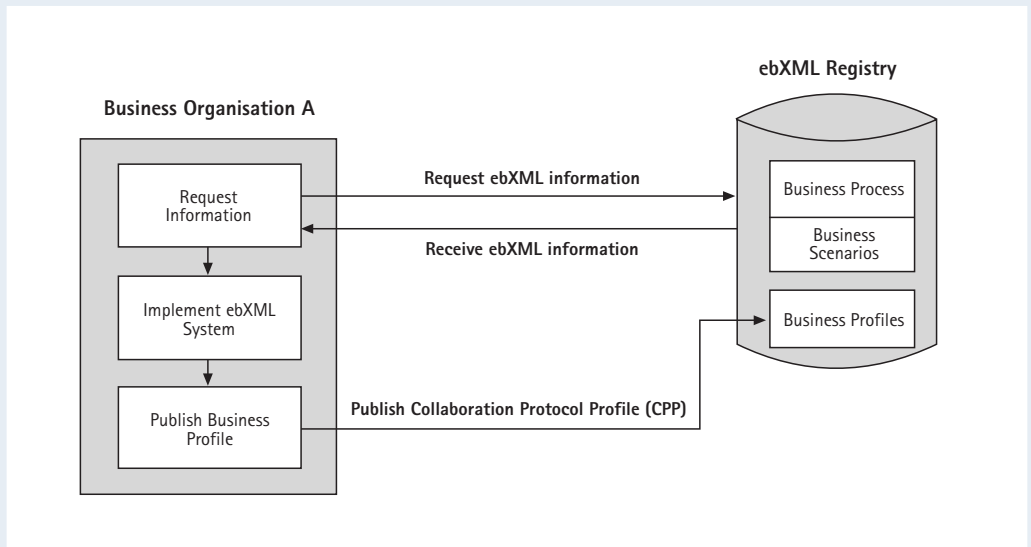 ebXML Registry
Business Organisation A
Request
Information
Request ebXML information
Business Process
Receive ebXML information
Business
Scenarios
Implement ebXML
System
Business Profiles
Publish Business
Profile
Publish Collaboration Protocol Profile (CPP)